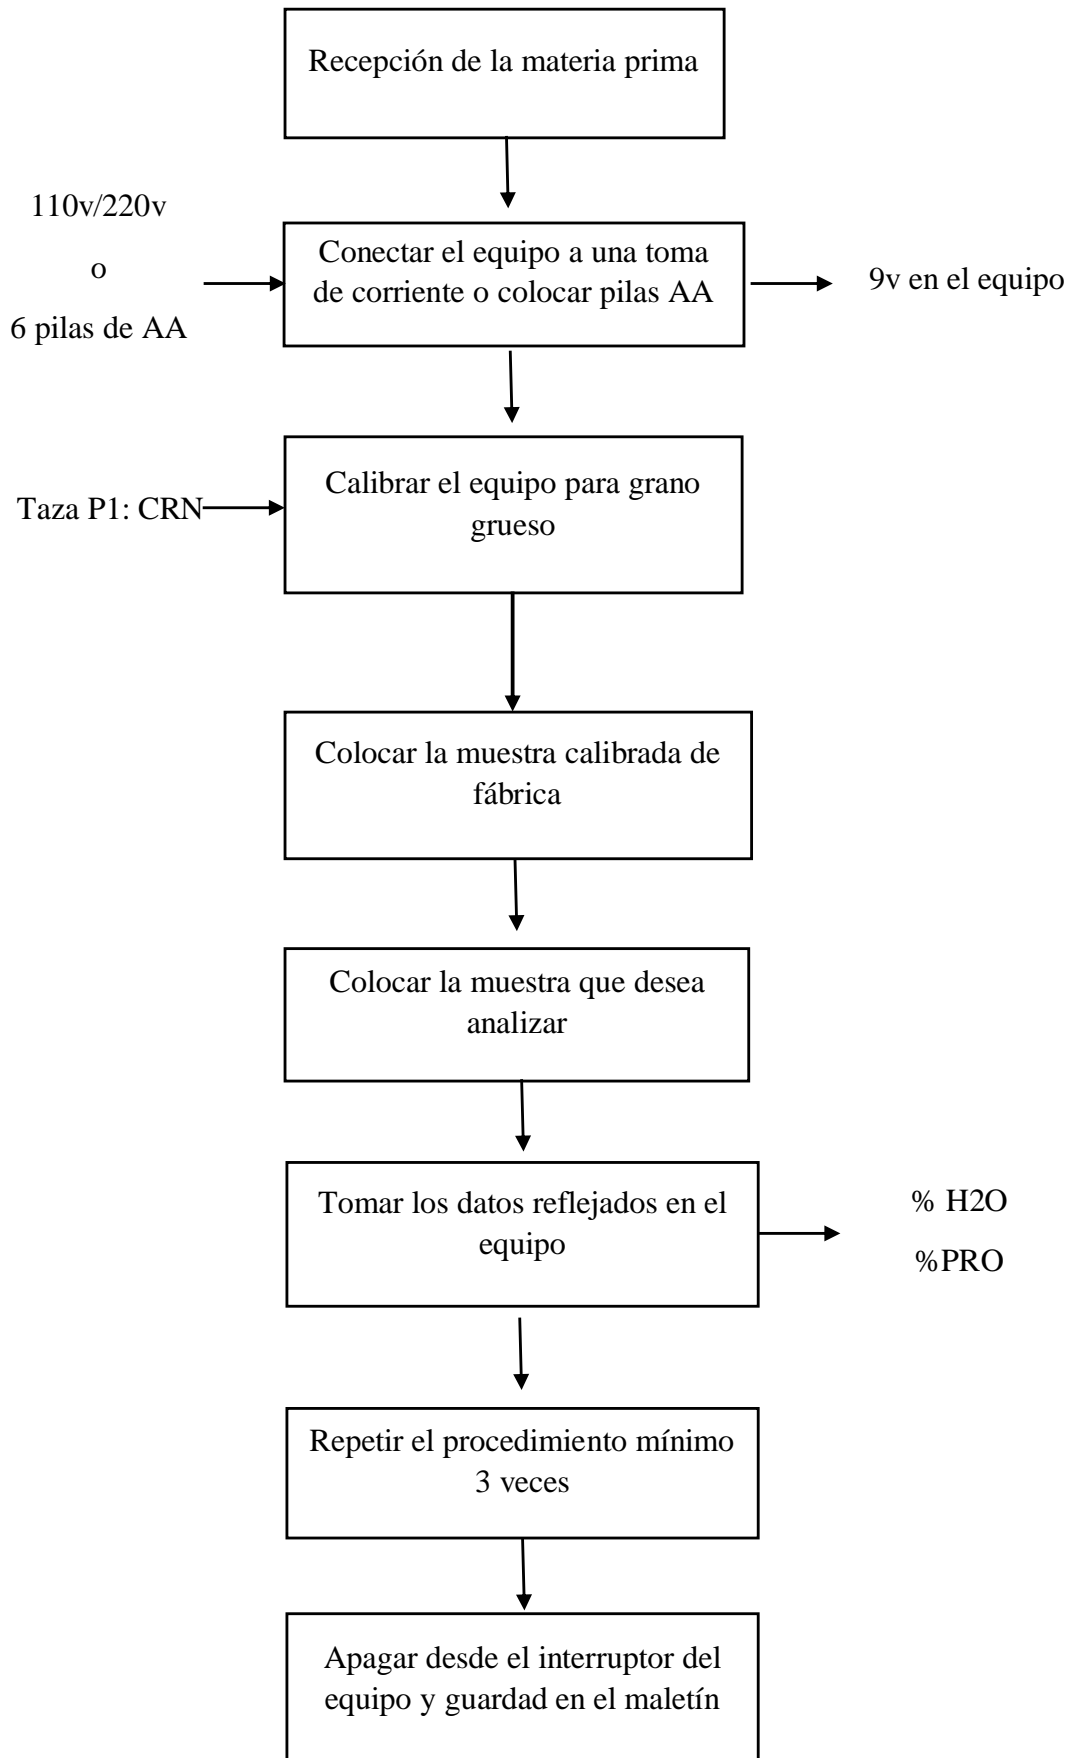 Recepción de la materia prima
110v/220v
o
6 pilas de AA
Conectar el equipo a una toma
de corriente o colocar pilas AA
9v en el equipo
Taza P1: CRN
Calibrar el equipo para grano
grueso
Colocar la muestra calibrada de
fábrica
Colocar la muestra que desea
analizar
Tomar los datos reflejados en el
equipo
% H2O
%PRO
Repetir el procedimiento mínimo
3 veces
Apagar desde el interruptor del
equipo y guardad en el maletín